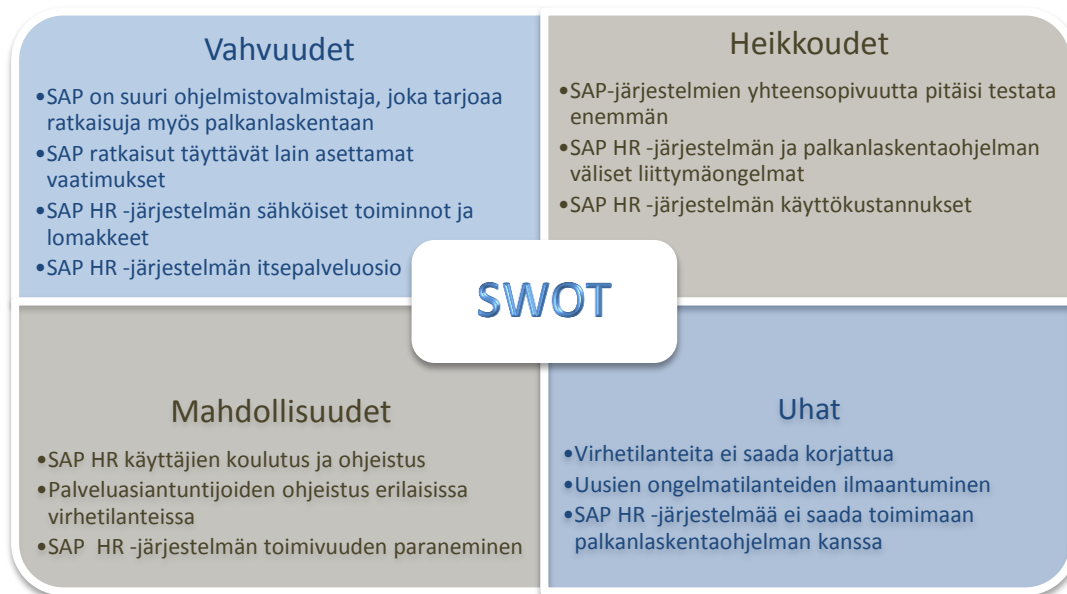 Vahvuudet
•SAP on suuri ohjelmistovalmistaja, joka tarjoaa
ratkaisuja myös palkanlaskentaan
•SAP ratkaisut täyttävät lain asettamat
vaatimukset
•SAP HR -järjestelmän sähköiset toiminnot ja
lomakkeet
•SAP HR -järjestelmän itsepalveluosio
Heikkoudet
•SAP-järjestelmien yhteensopivuutta pitäisi testata
enemmän
•SAP HR -järjestelmän ja palkanlaskentaohjelman
väliset liittymäongelmat
•SAP HR -järjestelmän käyttökustannukset
SWOT
Mahdollisuudet
•SAP HR käyttäjien koulutus ja ohjeistus
•Palveluasiantuntijoiden ohjeistus erilaisissa
virhetilanteissa
•SAP HR -järjestelmän toimivuuden paraneminen
Uhat
•Virhetilanteita ei saada korjattua
•Uusien ongelmatilanteiden ilmaantuminen
•SAP HR -järjestelmää ei saada toimimaan
palkanlaskentaohjelman kanssa